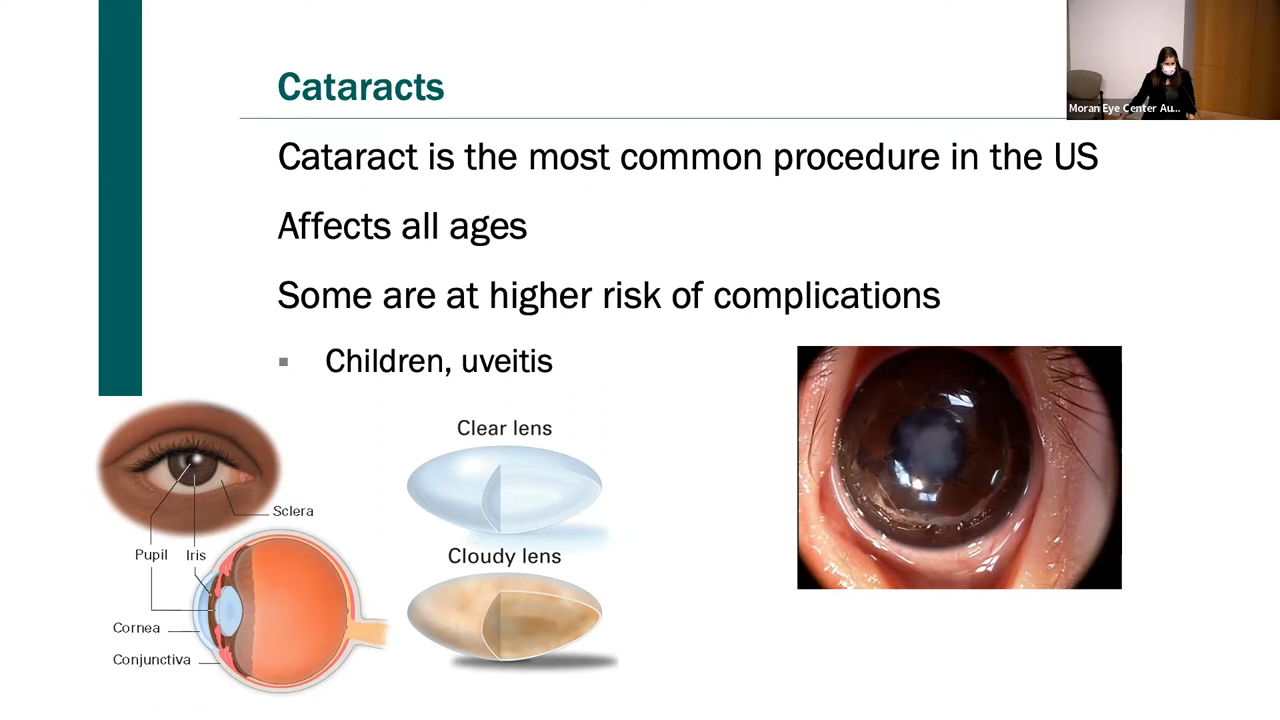 Cataracts
Moran Eye Center Au...
Cataract is the most common procedure in the US
Affects all ages
Some are at higher risk of complications
▪ Children, uveitis
Clear lens
Sclera
Pupil
Iris
Cloudy lens
Cornea
Conjunctiva